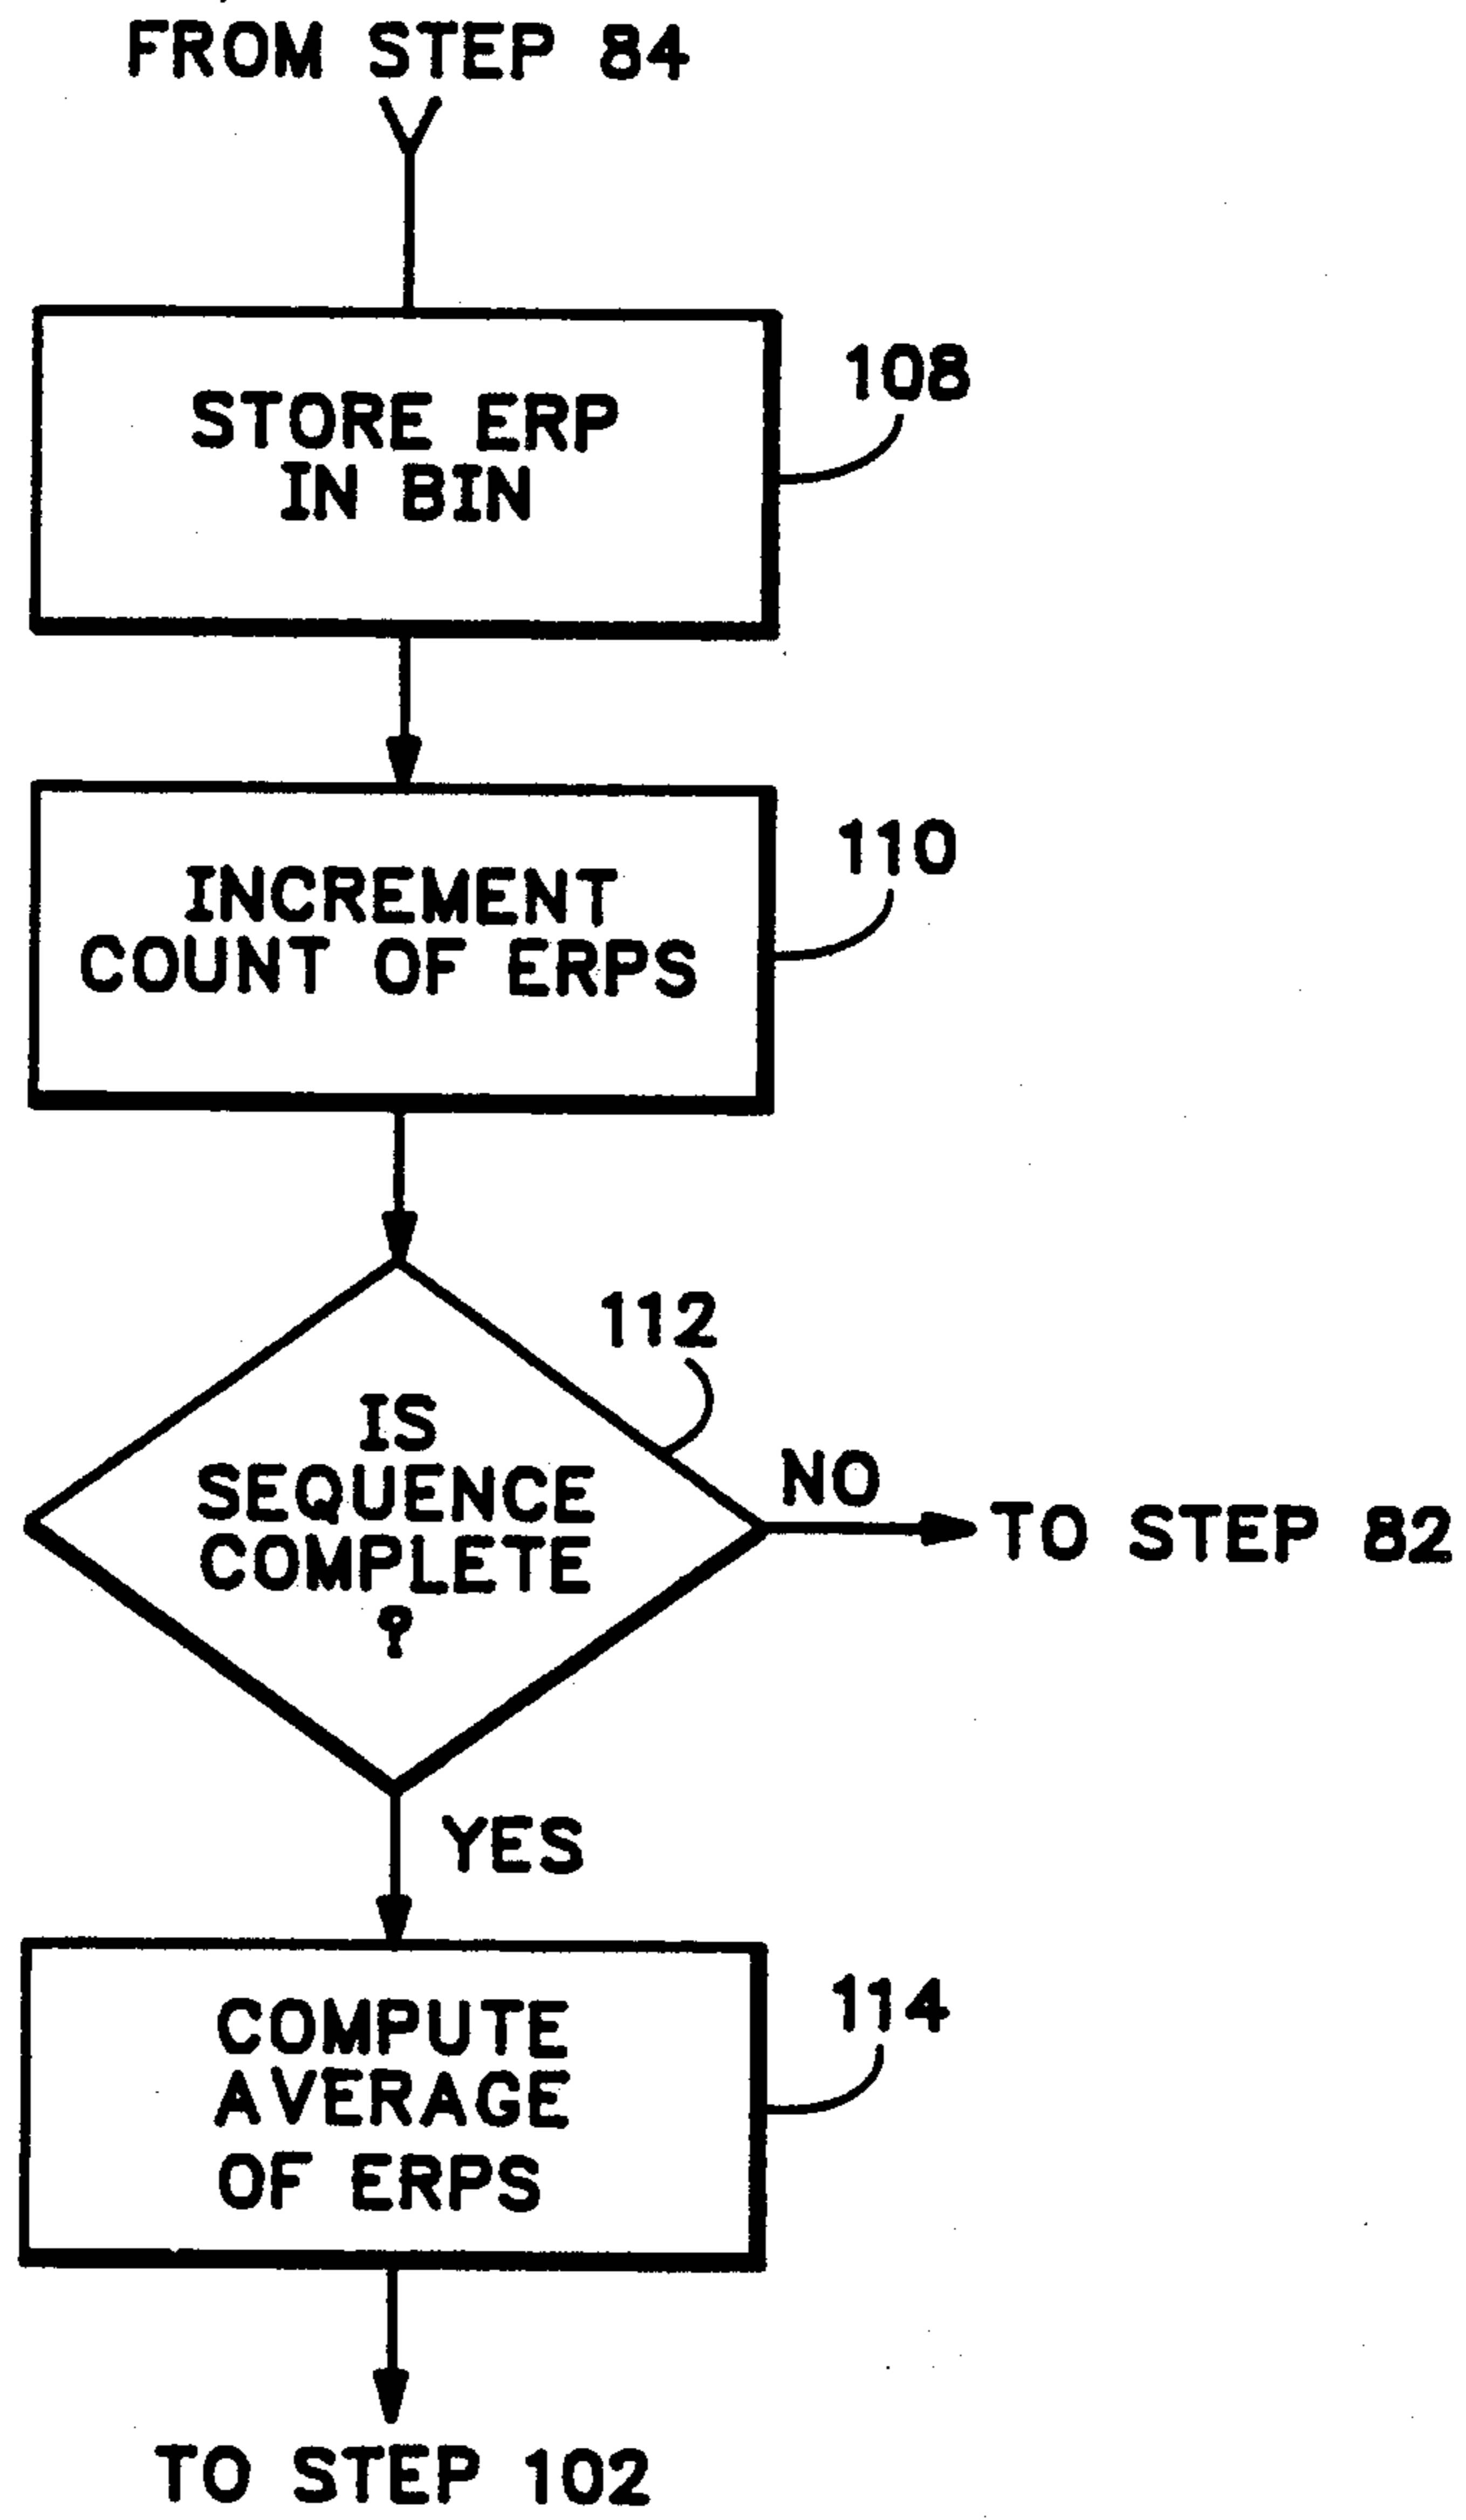 FROM STEP 84
108
STORE ERP
IN BIN
110
INCREMENT
COUNT OF ERPS
112
IS
SEQUENCE
COMPLETE
?
NO
TO STEP 82
YES
114
COMPUTE
AVERAGE
OF ERPS
TO STEP 102